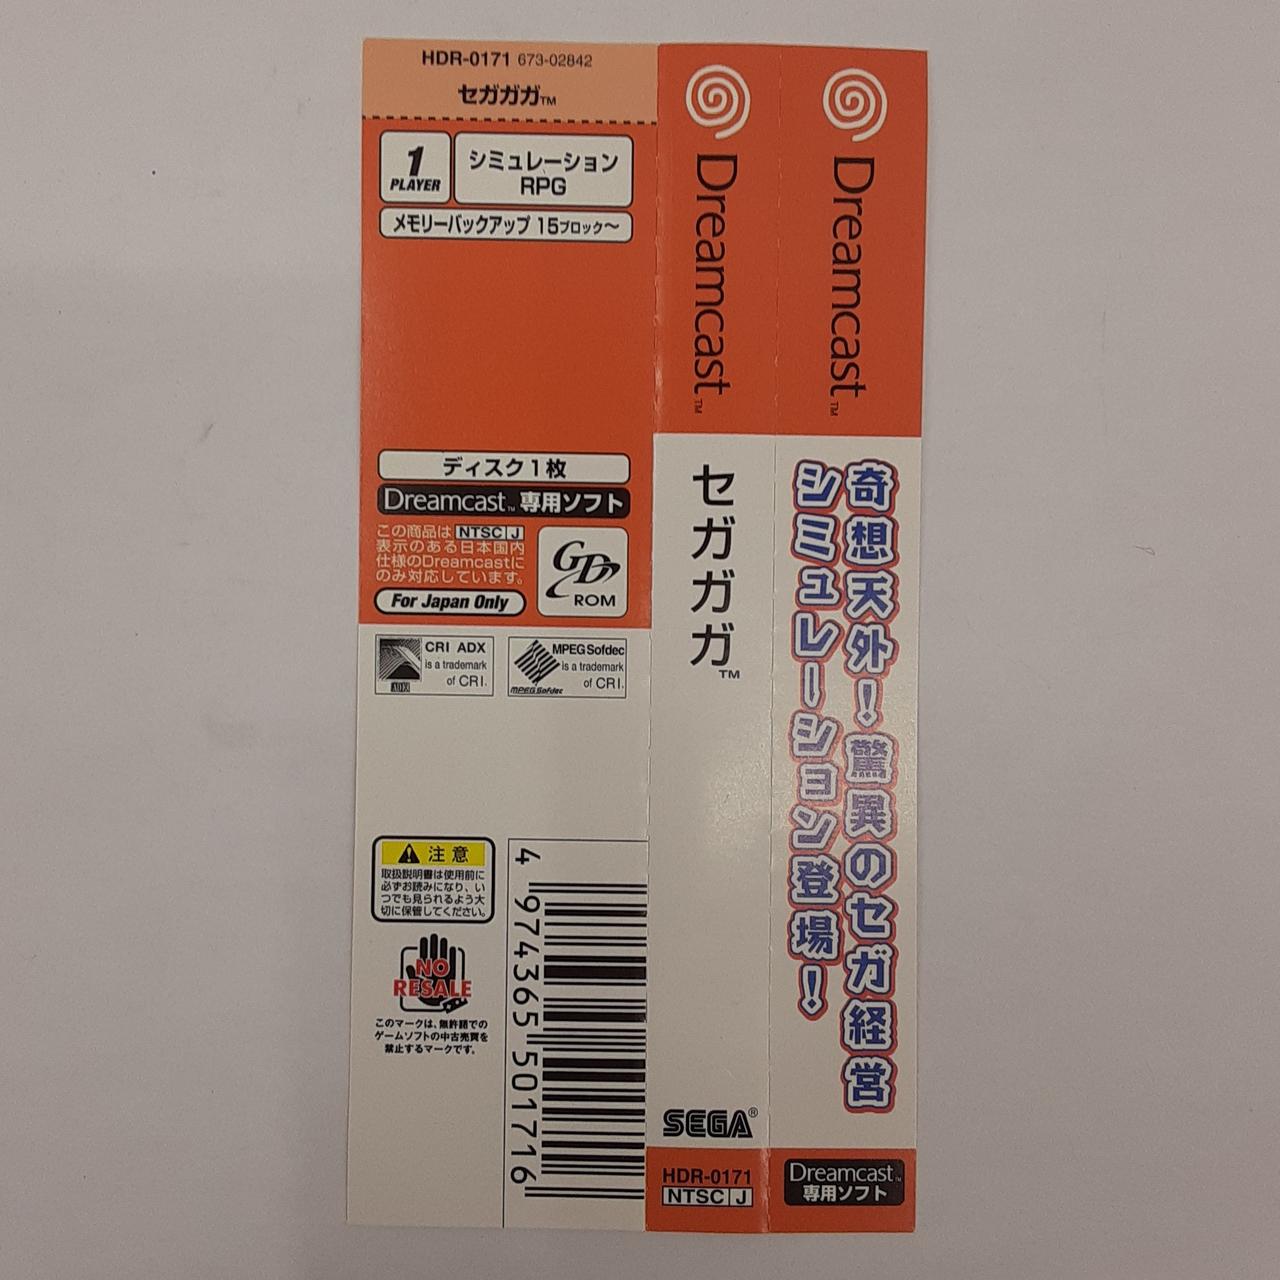 HDR-0171 673-02842
セガガガ™
1
PLAYER
シミュレーション
RPG
メモリーバックアップ 15ブロック〜
ディスク1枚
Dreamcast™ 専用ソフト
この商品は NTSC J
表示のある日本国内
仕様のDreamcastに
のみ対応しています。
For Japan Only
GD
ROM
CRI ADX
is a trademark
of CRI.
ADX
MPEG Sofdec
is a trademark
of CRI.
MPEG Sofdec
注意
取扱説明書は使用前に
必ずお読みになり、い
つでも見られるよう大
切に保管してください。
NO
RESALE
このマークは、無許諾での
ゲームソフトの中古売買を
禁止するマークです。
4 974365 501716
Dreamcast™
セガガガ™
SEGA®
HDR-0171
NTSC J
Dreamcast™
奇想天外!驚異のセガ経営
シミュレーション登場!
Dreamcast™
専用ソフト